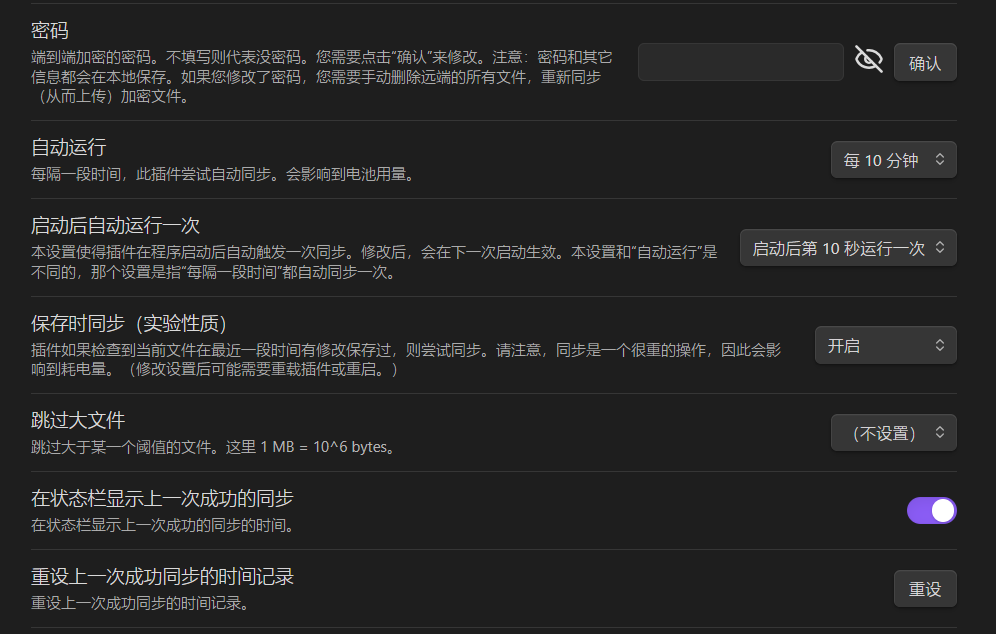 密码
端到端加密的密码。不填写则代表没密码。您需要点击“确认”来修改。注意：密码和其它
信息都会在本地保存。如果您修改了密码，您需要手动删除远端的所有文件，重新同步
（从而上传）加密文件。
确认
自动运行
每隔一段时间，此插件尝试自动同步。会影响到电池用量。
每 10 分钟
启动后自动运行一次
本设置使得插件在程序启动后自动触发一次同步。修改后，会在下一次启动生效。本设置和“自动运行”是
不同的，那个设置是指“每隔一段时间”都自动同步一次。
启动后第 10 秒运行一次
保存时同步（实验性质）
插件如果检查到当前文件在最近一段时间有修改保存过，则尝试同步。请注意，同步是一个很重的操作，因此会影
响到耗电量。（修改设置后可能需要重载插件或重启。）
开启
跳过大文件
跳过大于某一个阈值的文件。这里 1 MB = 10^6 bytes。
（不设置）
在状态栏显示上一次成功的同步
在状态栏显示上一次成功的同步的时间。
重设上一次成功同步的时间记录
重设上一次成功同步的时间记录。
重设